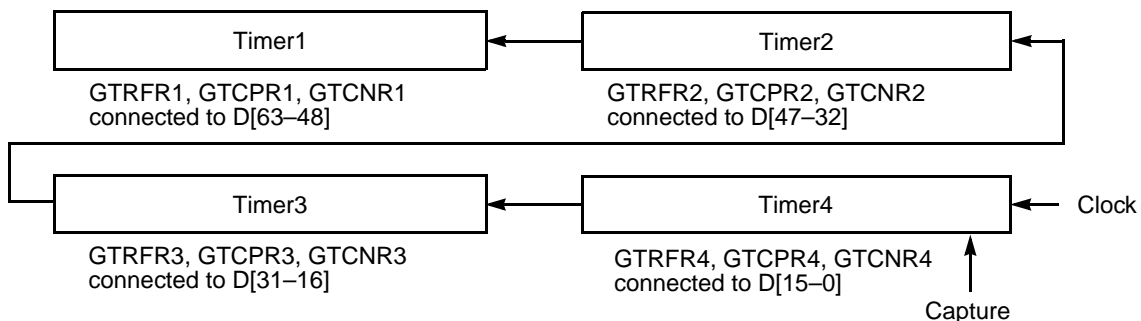 Timer1
Timer2
GTRFR1, GTCPR1, GTCNR1
connected to D[63–48]
GTRFR2, GTCPR2, GTCNR2
connected to D[47–32]
Timer3
Timer4
Clock
GTRFR3, GTCPR3, GTCNR3
connected to D[31–16]
GTRFR4, GTCPR4, GTCNR4
connected to D[15–0]
Capture